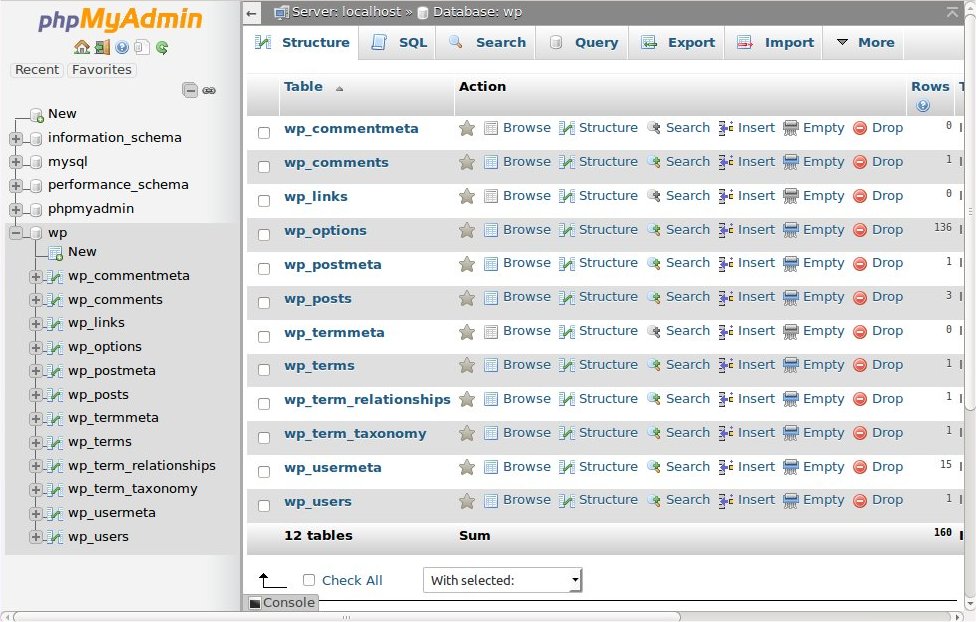 phpMyAdmin
Recent Favorites
New
information_schema
mysql
performance_schema
phpmyadmin
wp
New
wp_commentmeta
wp_comments
wp_links
wp_options
wp_postmeta
wp_posts
wp_termmeta
wp_terms
wp_term_relationships
wp_term_taxonomy
wp_usermeta
wp_users
Server: localhost » Database: wp
Structure SQL Search Query Export Import More
Table Action Rows
wp_commentmeta Browse Structure Search Insert Empty Drop 0
wp_comments Browse Structure Search Insert Empty Drop 1
wp_links Browse Structure Search Insert Empty Drop 0
wp_options Browse Structure Search Insert Empty Drop 136
wp_postmeta Browse Structure Search Insert Empty Drop 1
wp_posts Browse Structure Search Insert Empty Drop 3
wp_termmeta Browse Structure Search Insert Empty Drop 0
wp_terms Browse Structure Search Insert Empty Drop 1
wp_term_relationships Browse Structure Search Insert Empty Drop 1
wp_term_taxonomy Browse Structure Search Insert Empty Drop 1
wp_usermeta Browse Structure Search Insert Empty Drop 15
wp_users Browse Structure Search Insert Empty Drop 1
12 tables Sum 160
Check All With selected:
Console